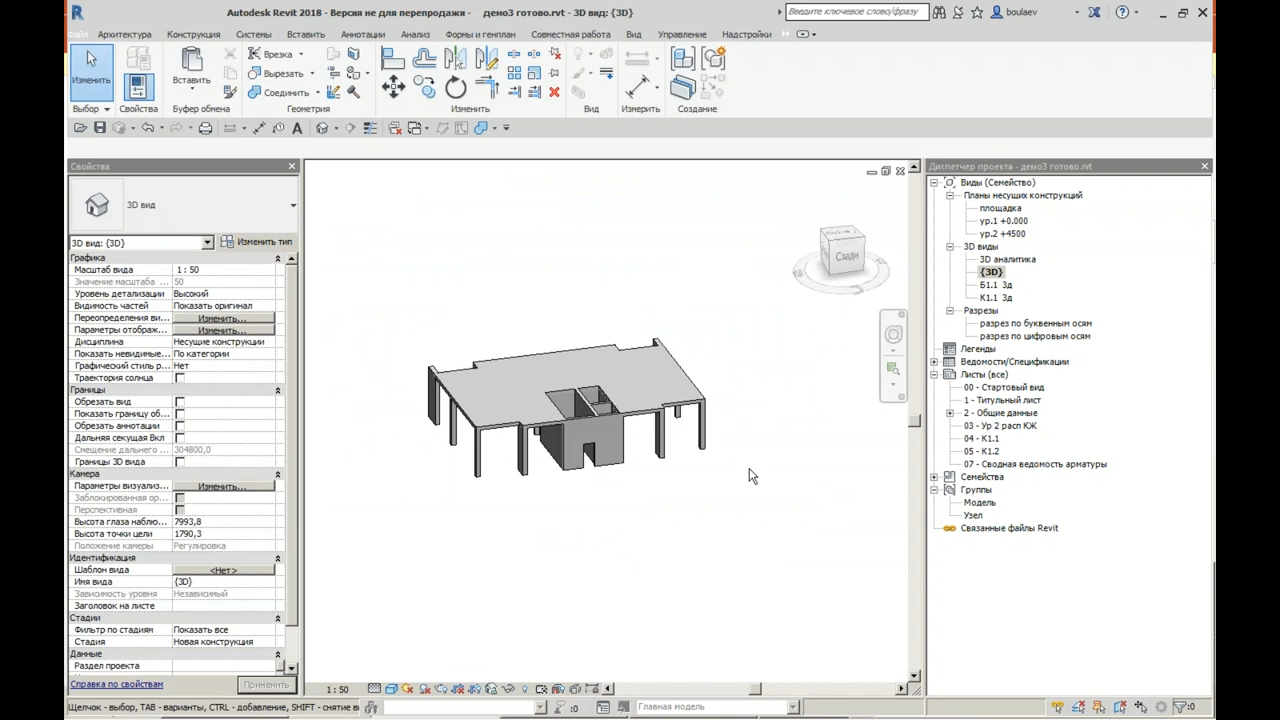 Autodesk Revit 2018 - Версия не для перепродажи - демо3 готово.rvt - 3D вид: {3D}
Введите ключевое слово/фразу
boulaev
Файл Архитектура Конструкция Системы Вставить Аннотации Анализ Формы и генплан Совместная работа Вид Управление Надстройки
Изменить
Вставить
Врезка
Вырезать
Соединить
Выбор Свойства Буфер обмена Геометрия Изменить Вид Измерить Создание
Свойства
3D вид
3D вид: {3D}
Изменить тип
Графика
Масштаб вида 1 : 50
Значение масштаба ... 50
Уровень детализации Высокий
Видимость частей Показать оригинал
Переопределения ви... Изменить...
Параметры отображ... Изменить...
Дисциплина Несущие конструкции
Показать невидимые... По категории
Графический стиль р... Нет
Траектория солнца
Границы
Обрезать вид
Показать границу об...
Обрезать аннотации
Дальняя секущая Вкл
Смещение дальнего ... 304800,0
Границы 3D вида
Камера
Параметры визуализ... Изменить...
Заблокированная ор...
Перспективная
Высота глаза наблю... 7993,8
Высота точки цели 1790,3
Положение камеры Регулировка
Идентификация
Шаблон вида <Нет>
Имя вида {3D}
Зависимость уровня Независимый
Заголовок на листе
Стадии
Фильтр по стадиям Показать все
Стадия Новая конструкция
Данные
Раздел проекта
Справка по свойствам
Применить
Сзади
1 : 50
Диспетчер проекта - демо3 готово.rvt
Виды (Семейство)
Планы несущих конструкций
площадка
ур.1 +0.000
ур.2 +4500
3D виды
3D аналитика
{3D}
Б1.1 3д
К1.1 3д
Разрезы
разрез по буквенным осям
разрез по цифровым осям
Легенды
Ведомости/Спецификации
Листы (все)
00 - Стартовый вид
1 - Титульный лист
2 - Общие данные
03 - Ур 2 расп КЖ
04 - К1.1
05 - К1.2
07 - Сводная ведомость арматуры
Семейства
Группы
Модель
Узел
Связанные файлы Revit
Щелчок - выбор, TAB - варианты, CTRL - добавление, SHIFT - снятие в
:0
Главная модель
:0